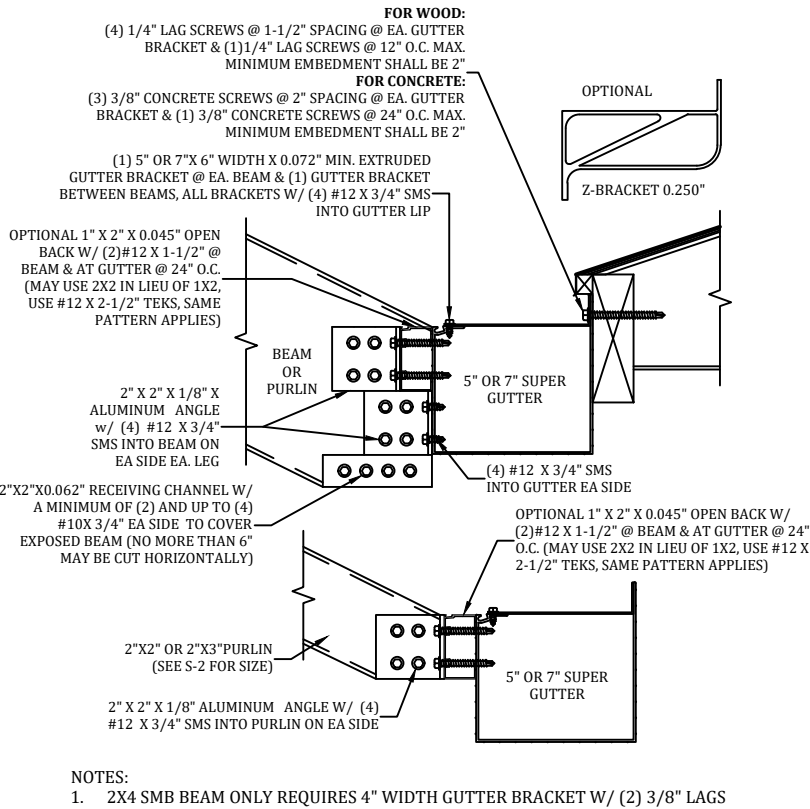 FOR WOOD:
(4) 1/4" LAG SCREWS @ 1-1/2" SPACING @ EA. GUTTER
BRACKET & (1)1/4" LAG SCREWS @ 12" O.C. MAX.
MINIMUM EMBEDMENT SHALL BE 2"
FOR CONCRETE:
(3) 3/8" CONCRETE SCREWS @ 2" SPACING @ EA. GUTTER
BRACKET & (1) 3/8" CONCRETE SCREWS @ 24" O.C. MAX.
MINIMUM EMBEDMENT SHALL BE 2"
OPTIONAL
Z-BRACKET 0.250"
(1) 5" OR 7"X 6" WIDTH X 0.072" MIN. EXTRUDED
GUTTER BRACKET @ EA. BEAM & (1) GUTTER BRACKET
BETWEEN BEAMS, ALL BRACKETS W/ (4) #12 X 3/4" SMS
INTO GUTTER LIP
OPTIONAL 1" X 2" X 0.045" OPEN
BACK W/ (2)#12 X 1-1/2" @
BEAM & AT GUTTER @ 24" O.C.
(MAY USE 2X2 IN LIEU OF 1X2,
USE #12 X 2-1/2" TEKS, SAME
PATTERN APPLIES)
BEAM
OR
PURLIN
5" OR 7" SUPER
GUTTER
2" X 2" X 1/8" X
ALUMINUM ANGLE
w/ (4) #12 X 3/4"
SMS INTO BEAM ON
EA SIDE EA. LEG
(4) #12 X 3/4" SMS
INTO GUTTER EA SIDE
2"X2"X0.062" RECEIVING CHANNEL W/
A MINIMUM OF (2) AND UP TO (4)
#10X 3/4" EA SIDE TO COVER
EXPOSED BEAM (NO MORE THAN 6"
MAY BE CUT HORIZONTALLY)
OPTIONAL 1" X 2" X 0.045" OPEN BACK W/
(2)#12 X 1-1/2" @ BEAM & AT GUTTER @ 24"
O.C. (MAY USE 2X2 IN LIEU OF 1X2, USE #12 X
2-1/2" TEKS, SAME PATTERN APPLIES)
2"X2" OR 2"X3"PURLIN
(SEE S-2 FOR SIZE)
5" OR 7" SUPER
GUTTER
2" X 2" X 1/8" ALUMINUM ANGLE W/ (4)
#12 X 3/4" SMS INTO PURLIN ON EA SIDE
NOTES:
1. 2X4 SMB BEAM ONLY REQUIRES 4" WIDTH GUTTER BRACKET W/ (2) 3/8" LAGS